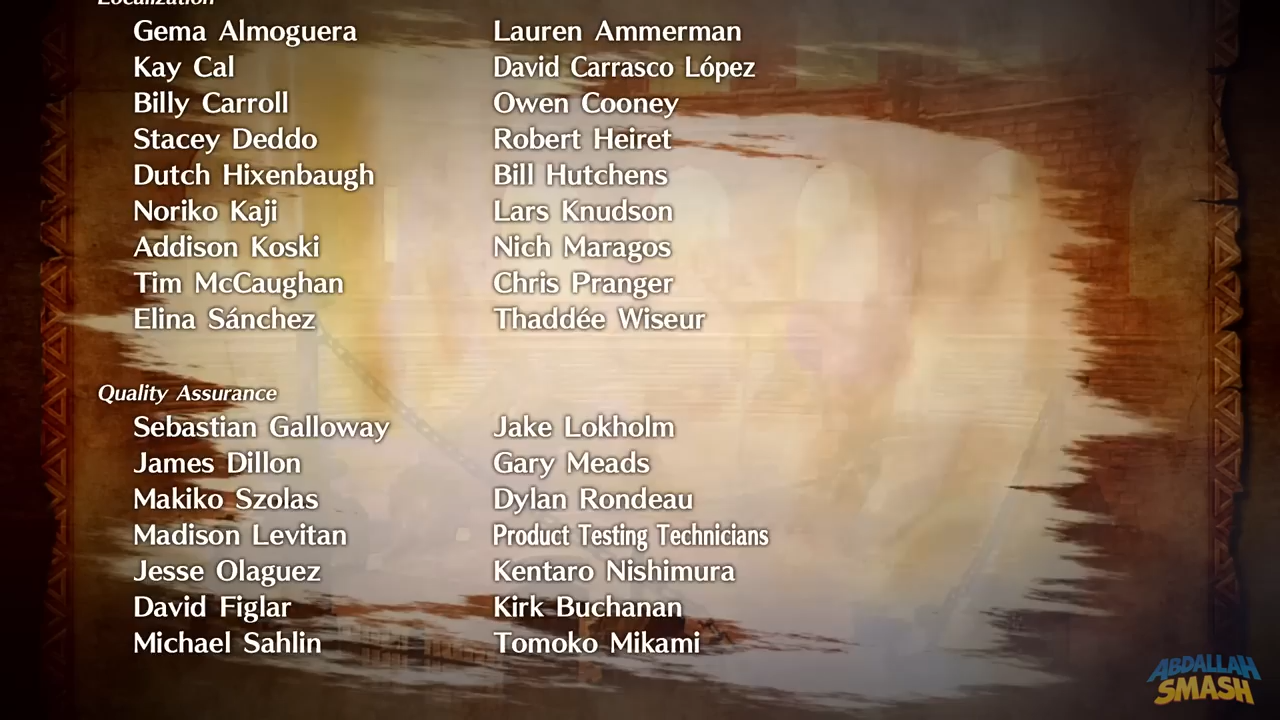 Localization
Gema Almoguera Lauren Ammerman
Kay Cal David Carrasco López
Billy Carroll Owen Cooney
Stacey Deddo Robert Heiret
Dutch Hixenbaugh Bill Hutchens
Noriko Kaji Lars Knudson
Addison Koski Nich Maragos
Tim McCaughan Chris Pranger
Elina Sánchez Thaddée Wiseur
Quality Assurance
Sebastian Galloway Jake Lokholm
James Dillon Gary Meads
Makiko Szolas Dylan Rondeau
Madison Levitan Product Testing Technicians
Jesse Olaguez Kentaro Nishimura
David Figlar Kirk Buchanan
Michael Sahlin Tomoko Mikami
ABDALLAH
SMASH